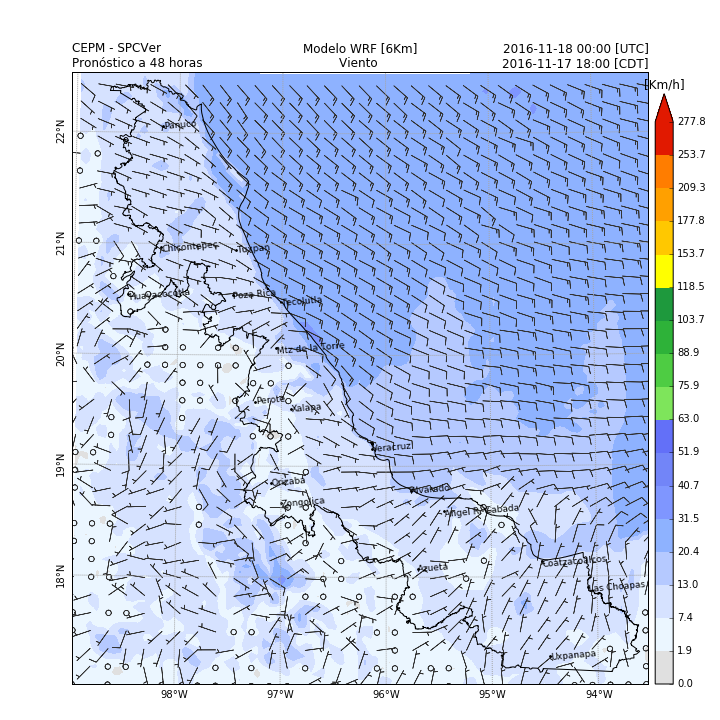 CEPM - SPCVer
Modelo WRF [6Km]
2016-11-18 00:00 [UTC]
Pronóstico a 48 horas
Viento
2016-11-17 18:00 [CDT]
[Km/h]
277.8
253.7
209.3
177.8
153.7
118.5
103.7
88.9
75.9
63.0
51.9
40.7
31.5
20.4
13.0
7.4
1.9
0.0
22°N
21°N
20°N
19°N
18°N
98°W
97°W
96°W
95°W
94°W
Panuco
Chicontepec
Tuxpan
Huayacocotla
Poza Rica
Tecolutla
Mtz de la Torre
Perote
Xalapa
Veracruz
Orizaba
Alvarado
Zongolica
Angel R. Cabada
Azueta
Coatzacoalcos
Las Choapas
Uxpanapa